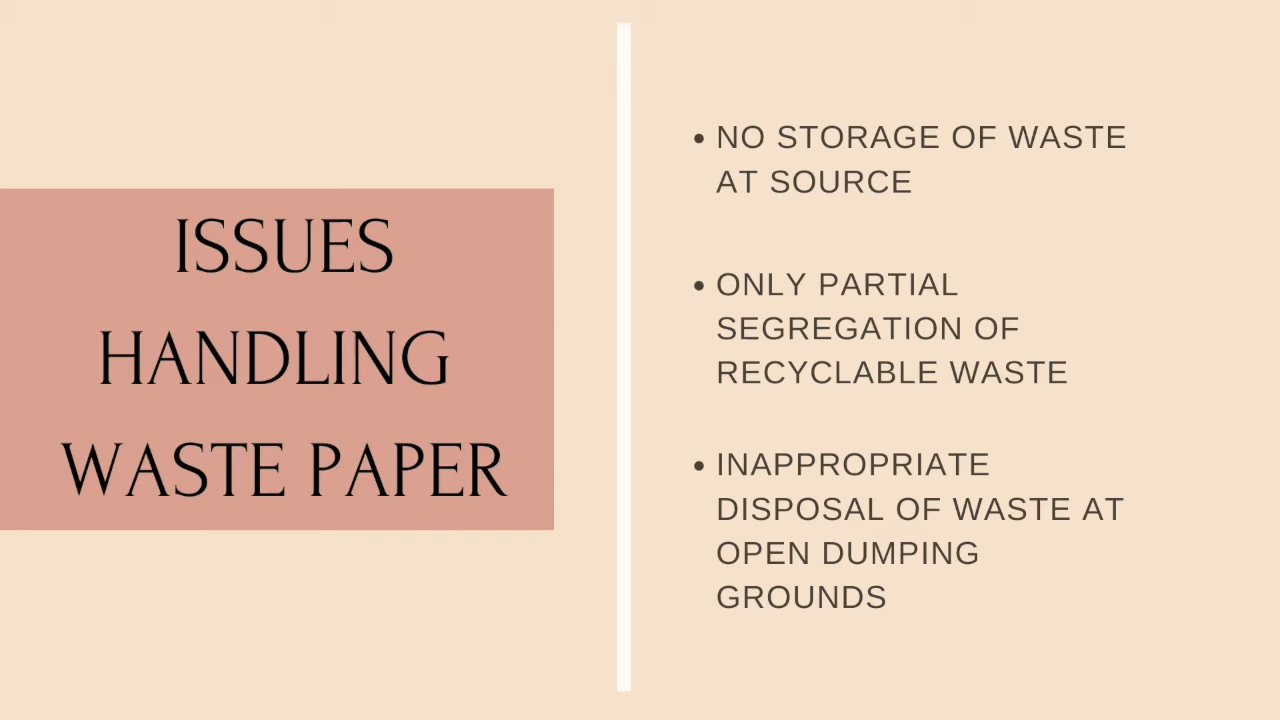 ISSUES
HANDLING
WASTE PAPER
• NO STORAGE OF WASTE
AT SOURCE
• ONLY PARTIAL
SEGREGATION OF
RECYCLABLE WASTE
• INAPPROPRIATE
DISPOSAL OF WASTE AT
OPEN DUMPING
GROUNDS